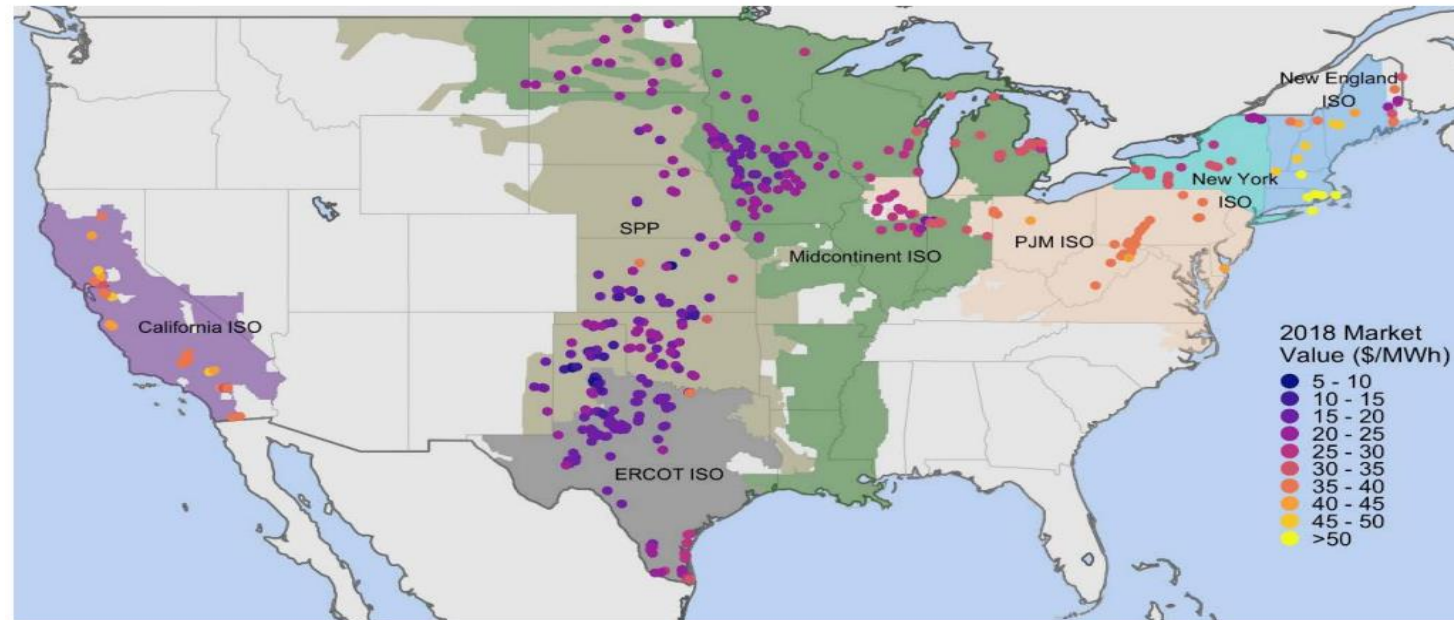 New England
ISO
New York
ISO
SPP
PJM ISO
Midcontinent ISO
California ISO
ERCOT ISO
2018 Market
Value ($/MWh)
5 - 10
10 - 15
15 - 20
20 - 25
25 - 30
30 - 35
35 - 40
40 - 45
45 - 50
>50